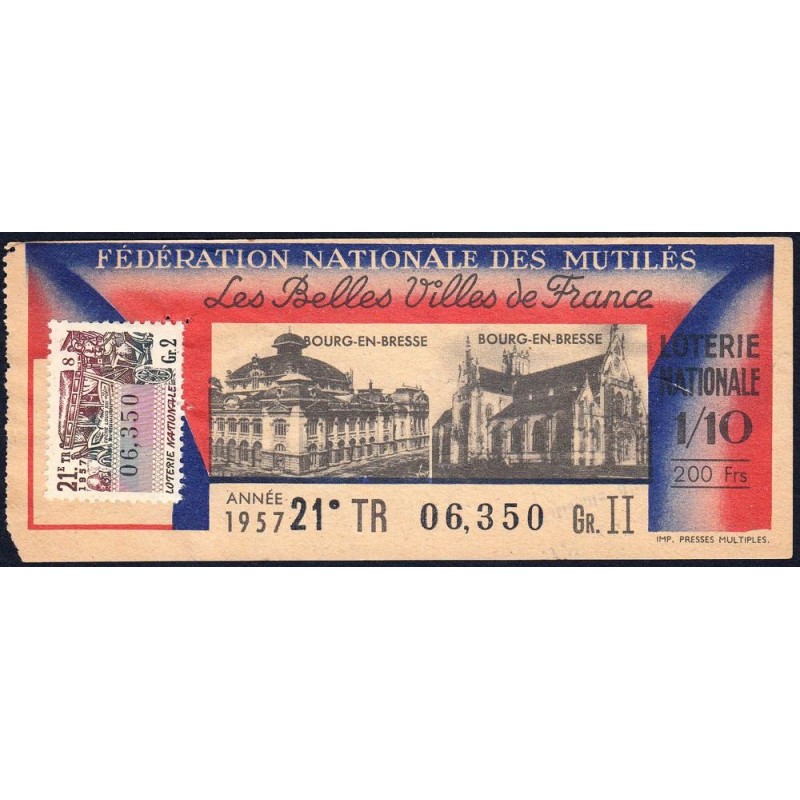 FÉDÉRATION NATIONALE DES MUTILÉS
Les Belles Villes de France
BOURG-EN-BRESSE
BOURG-EN-BRESSE
LOTERIE
NATIONALE
1/10
200 Frs
ANNÉE
1957 21e TR 06,350 GR. II
IMP. PRESSES MULTIPLES.
21E TR
1957
8
Gr. 2
06,350
LOTERIE NATIONALE